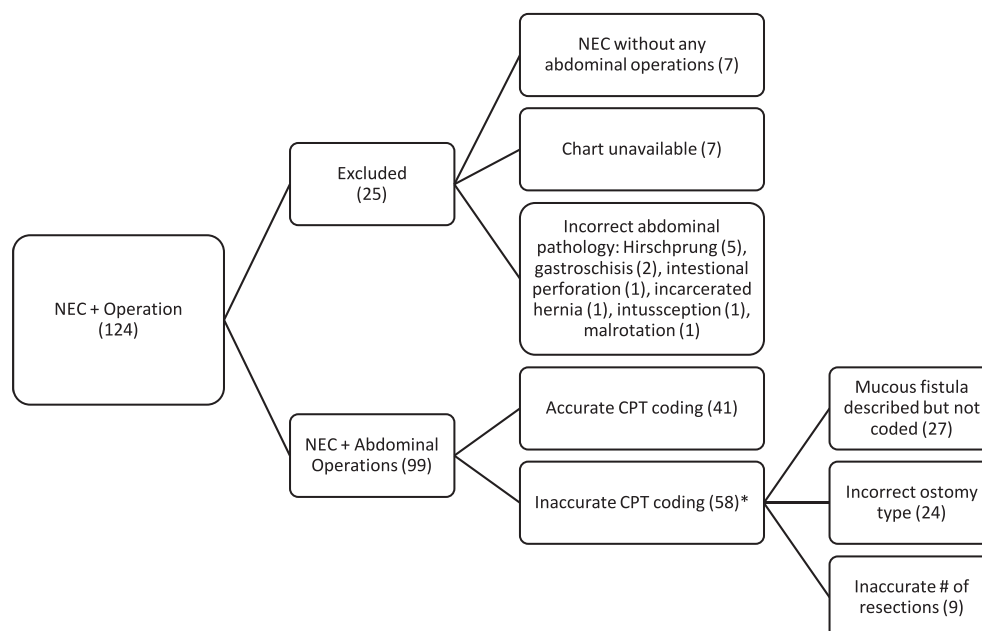 NEC + Operation
(124)
Excluded
(25)
NEC without any
abdominal operations (7)
Chart unavailable (7)
Incorrect abdominal
pathology: Hirschprung (5),
gastroschisis (2), intestional
perforation (1), incarcerated
hernia (1), intussception (1),
malrotation (1)
NEC + Abdominal
Operations (99)
Accurate CPT coding (41)
Inaccurate CPT coding (58)*
Mucous fistula
described but not
coded (27)
Incorrect ostomy
type (24)
Inaccurate # of
resections (9)